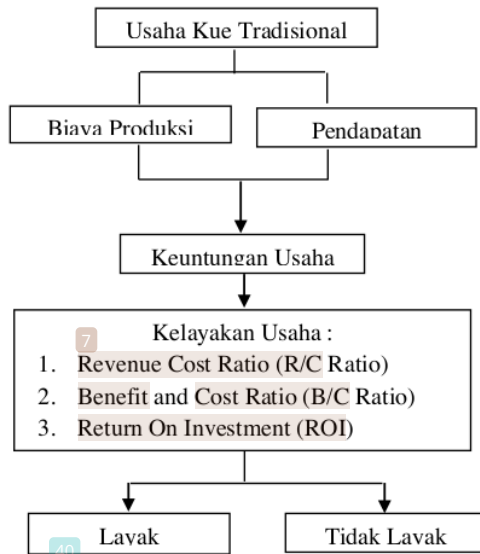 Usaha Kue Tradisional
Biaya Produksi
Pendapatan
Keuntungan Usaha
7
Kelayakan Usaha :
1. Revenue Cost Ratio (R/C Ratio)
2. Benefit and Cost Ratio (B/C Ratio)
3. Return On Investment (ROI)
Layak
Tidak Layak
40